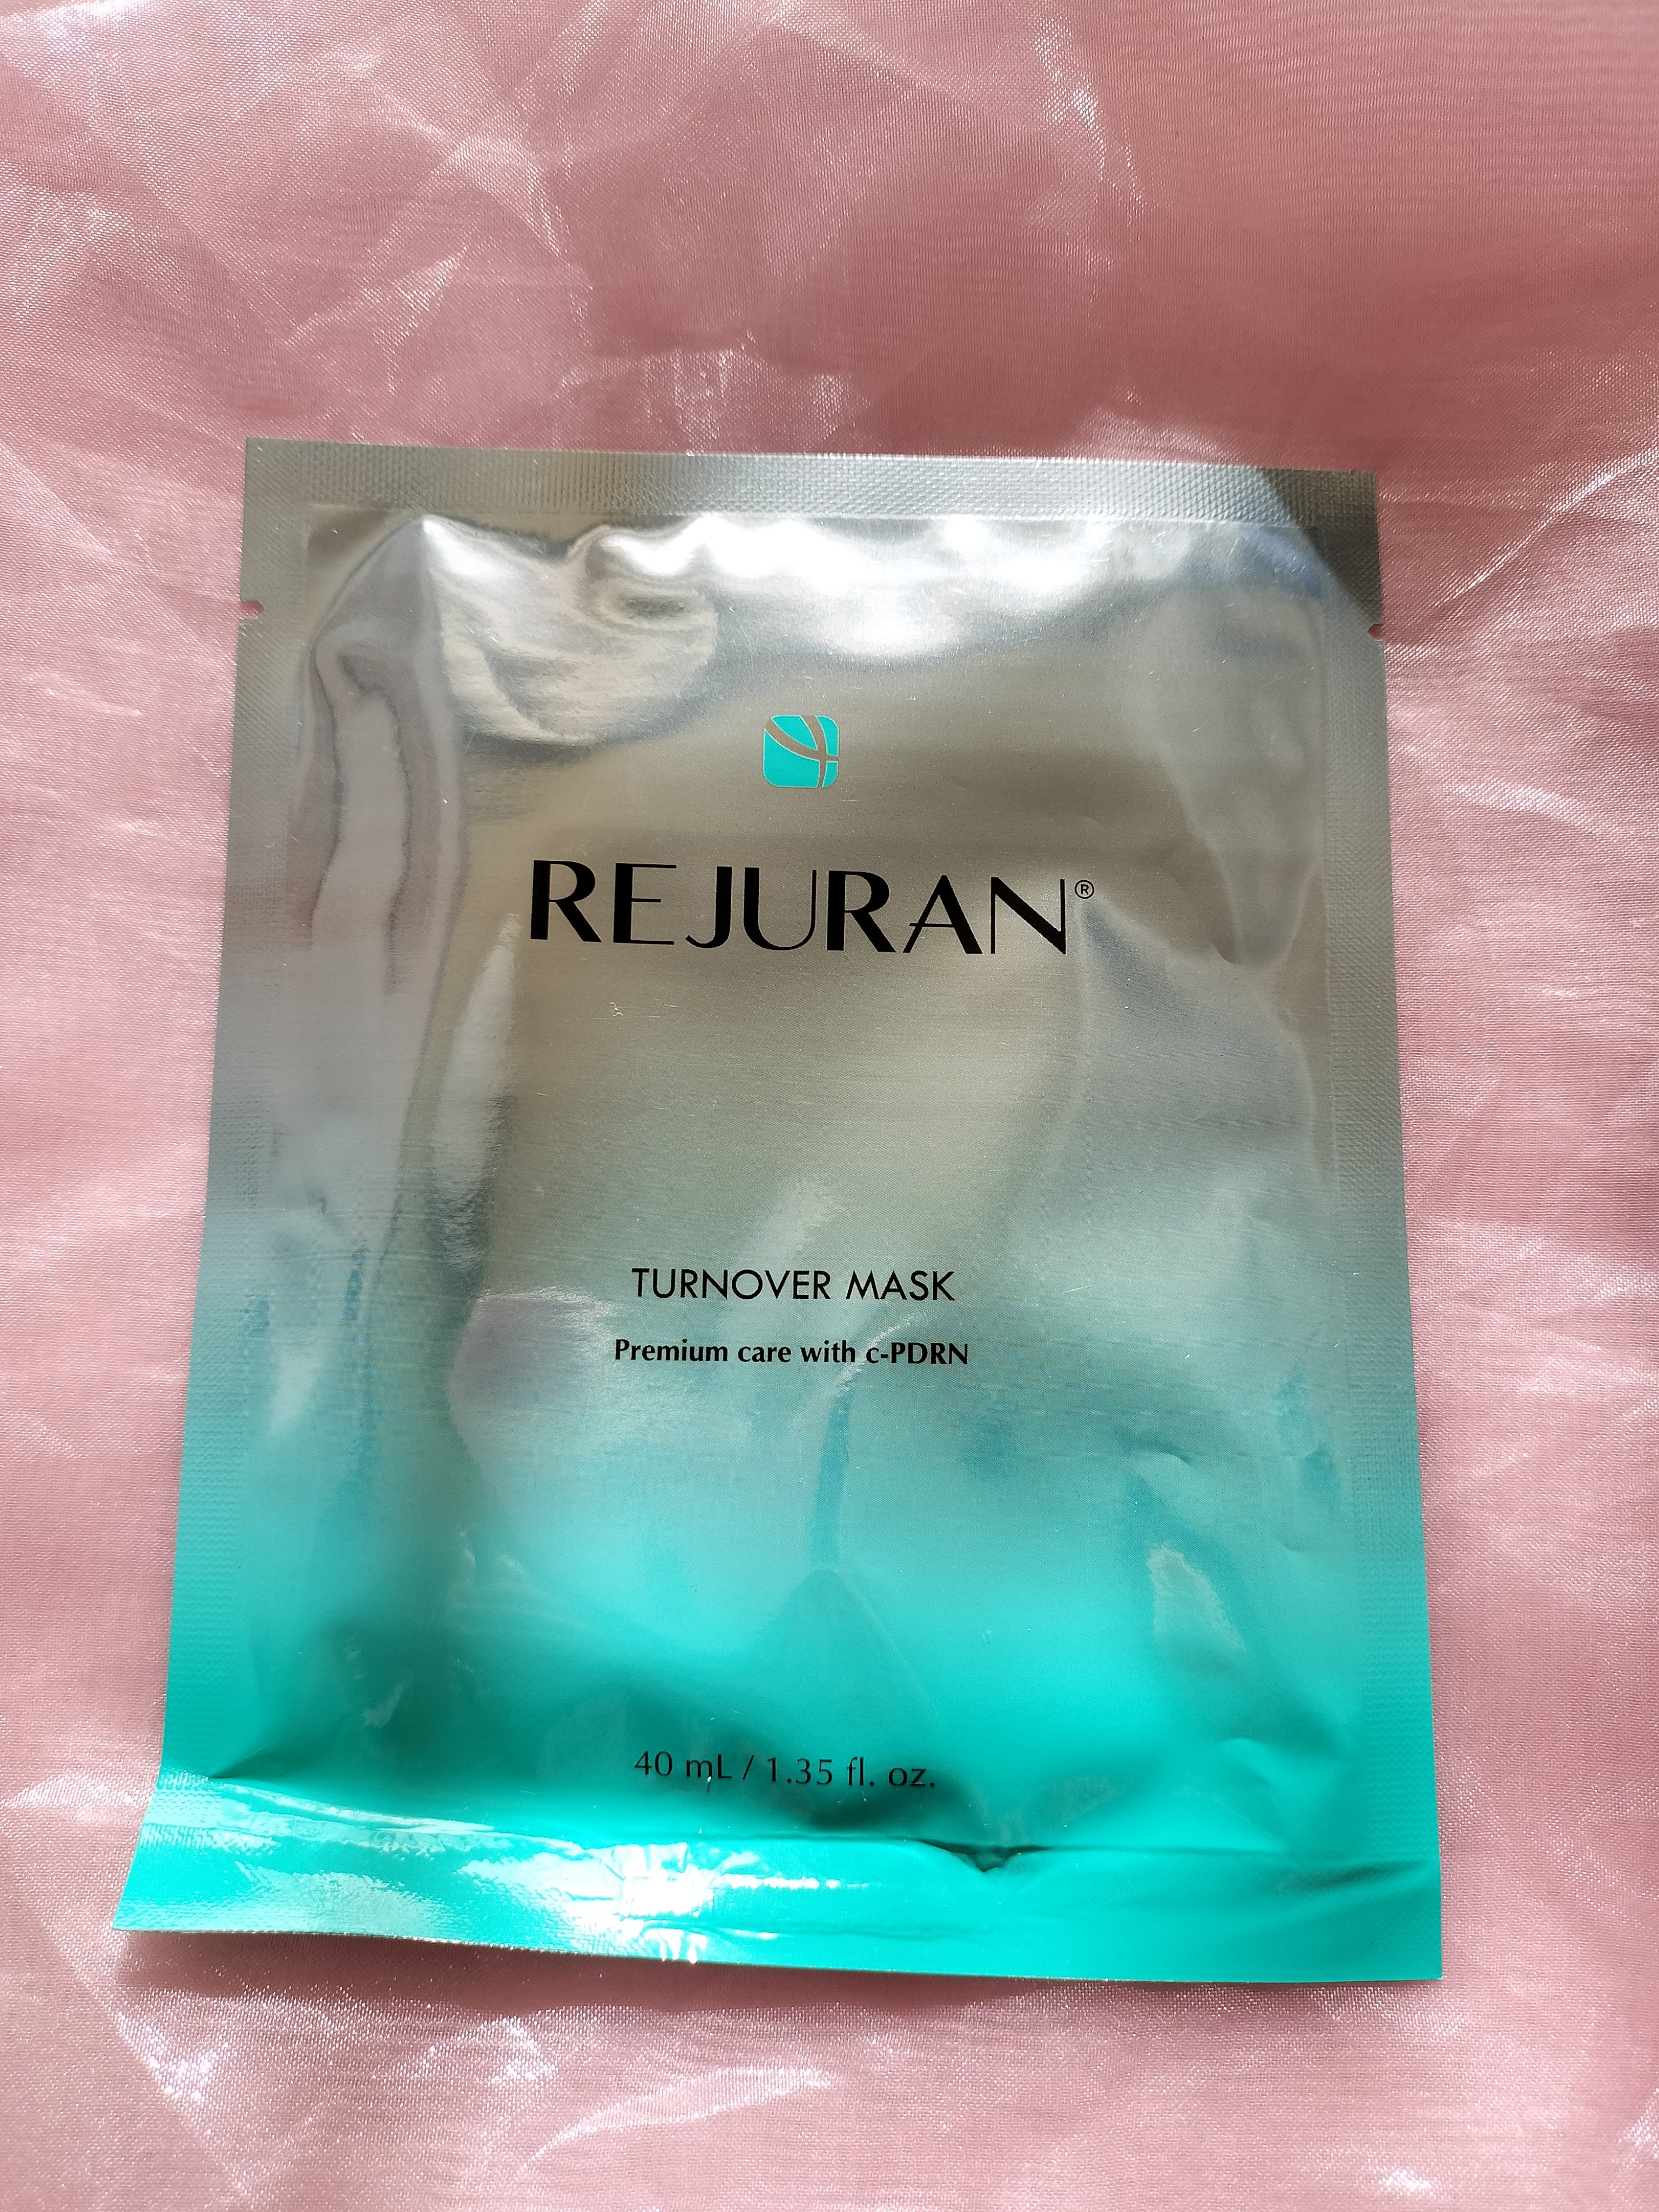 REJURAN®
TURNOVER MASK
Premium care with c-PDRN
40 mL / 1.35 fl. oz.